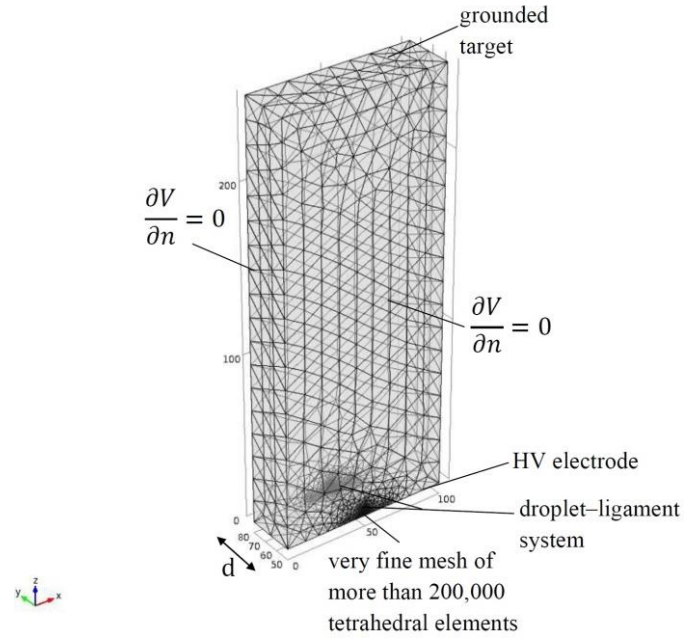 grounded
target
200
∂V
∂n = 0
∂V
∂n = 0
100
HV electrode
100
droplet–ligament
system
0
80
70
60
50
d
0
50
very fine mesh of
more than 200,000
tetrahedral elements
z
y
x